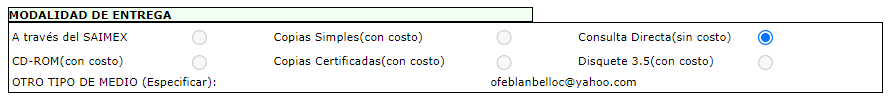 MODALIDAD DE ENTREGA
A través del SAIMEX Copias Simples(con costo) Consulta Directa(sin costo)
CD-ROM(con costo) Copias Certificadas(con costo) Disquete 3.5(con costo)
OTRO TIPO DE MEDIO (Especificar): ofeblanbelloc@yahoo.com